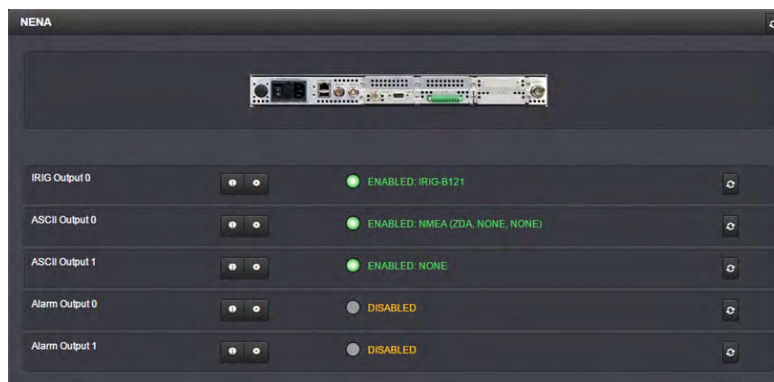 NENA
IRIG Output 0
ENABLED: IRIG-B121
ASCII Output 0
ENABLED: NMEA (ZDA, NONE, NONE)
ASCII Output 1
ENABLED: NONE
Alarm Output 0
DISABLED
Alarm Output 1
DISABLED